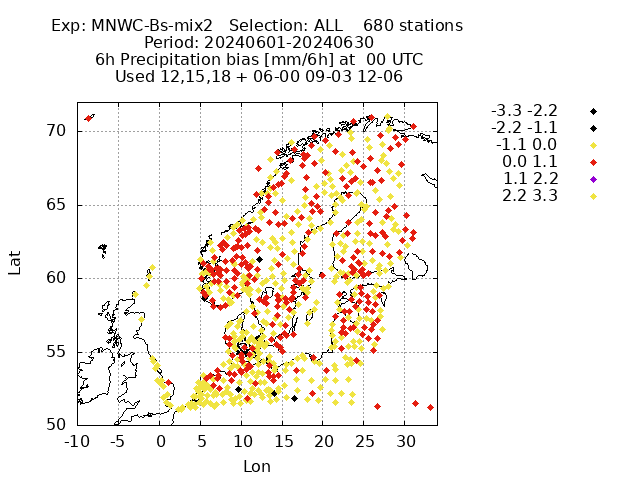 Exp: MNWC-Bs-mix2   Selection: ALL    680 stations
Period: 20240601-20240630
6h Precipitation bias [mm/6h] at  00 UTC
Used 12,15,18 + 06-00 09-03 12-06
-3.3 -2.2
-2.2 -1.1
-1.1 0.0
0.0 1.1
1.1 2.2
2.2 3.3
70
65
60
55
50
Lat
-10 -5 0 5 10 15 20 25 30
Lon